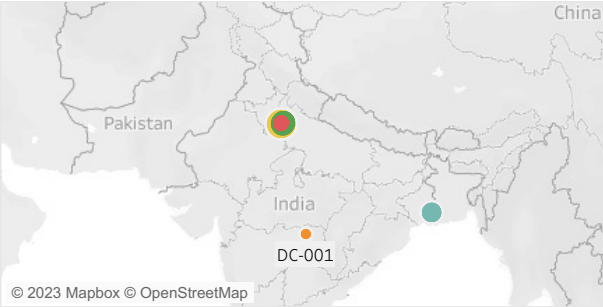 China
Pakistan
India
DC-001
© 2023 Mapbox © OpenStreetMap